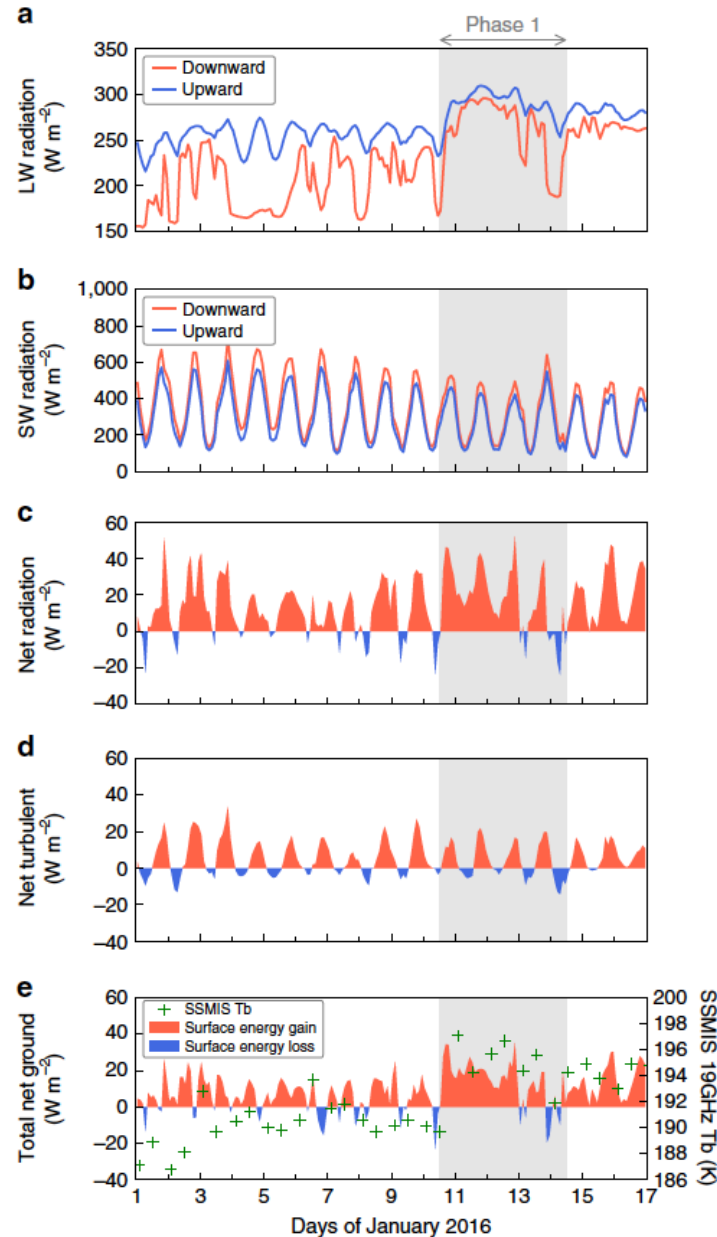 a
Phase 1
LW radiation
(W m⁻²)
350
300
250
200
150
Downward
Upward
b
SW radiation
(W m⁻²)
1,000
800
600
400
200
0
Downward
Upward
c
Net radiation
(W m⁻²)
60
40
20
0
−20
−40
d
Net turbulent
(W m⁻²)
60
40
20
0
−20
−40
e
Total net ground
(W m⁻²)
60
40
20
0
−20
−40
SSMIS Tb
Surface energy gain
Surface energy loss
200
198
196
194
192
190
188
186
SSMIS 19GHz Tb (K)
1 3 5 7 9 11 13 15 17
Days of January 2016